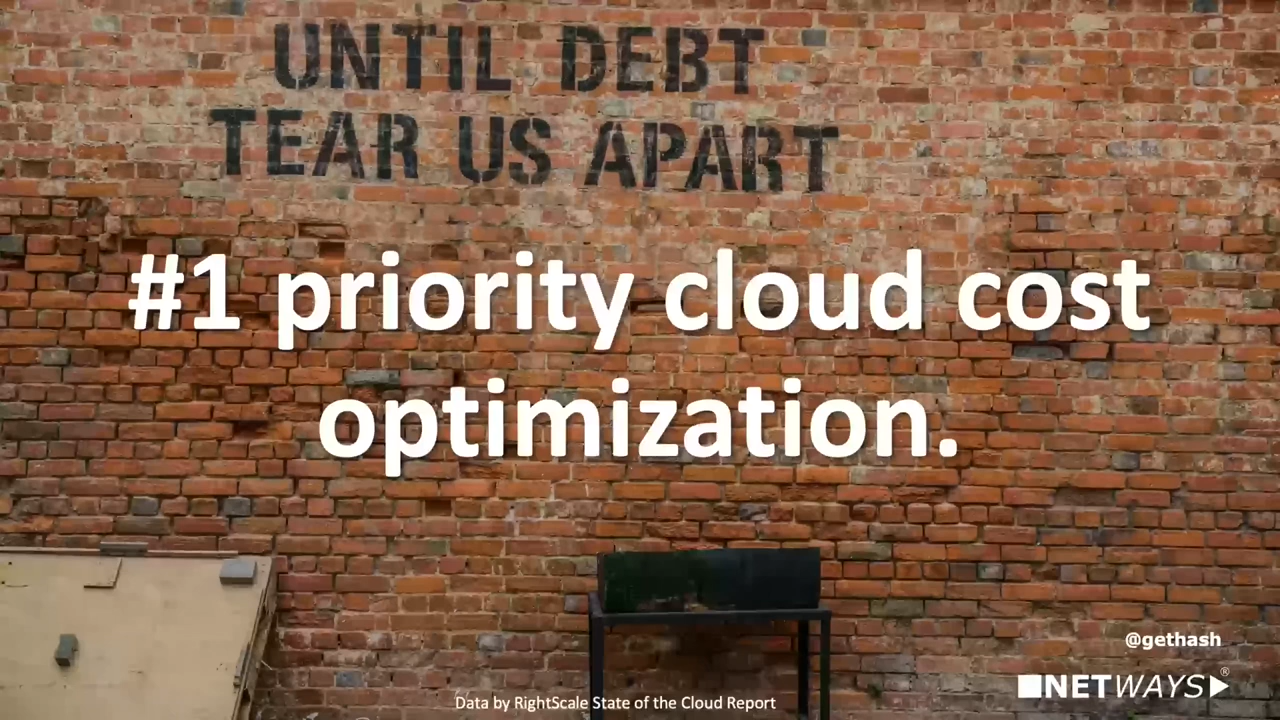 UNTIL DEBT
TEAR US APART
#1 priority cloud cost
optimization.
@gethash
NETWAYS®
Data by RightScale State of the Cloud Report